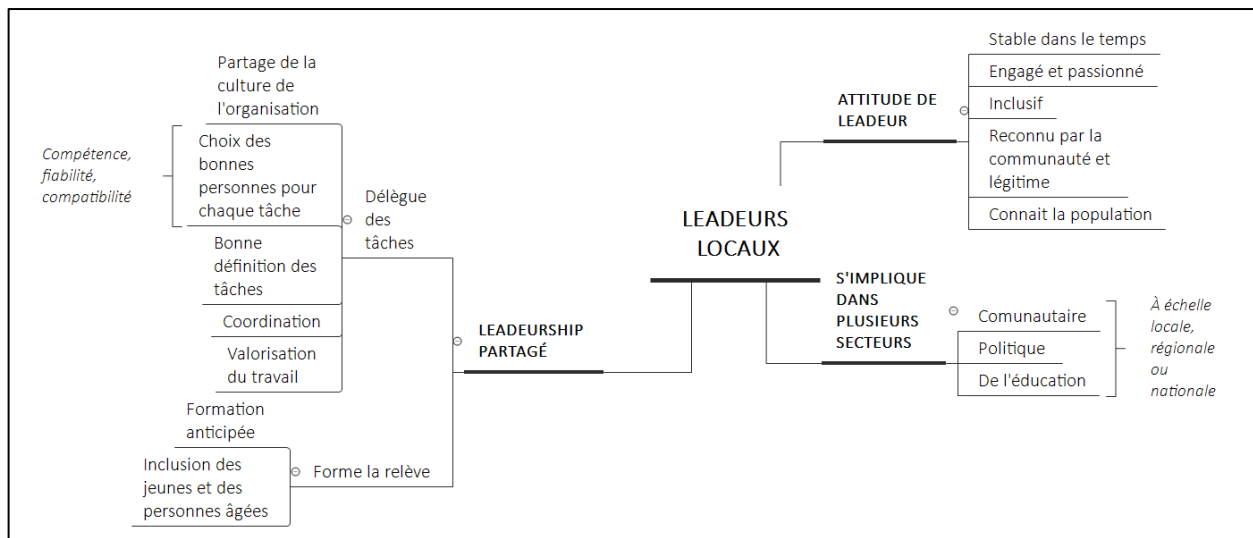 LEADEURS
LOCAUX
ATTITUDE DE
LEADEUR
Stable dans le temps
Engagé et passionné
Inclusif
Reconnu par la
communauté et
légitime
Connait la population
S'IMPLIQUE
DANS
PLUSIEURS
SECTEURS
Comunautaire
Politique
De l'éducation
À échelle
locale,
régionale
ou
nationale
LEADEURSHIP
PARTAGÉ
Délègue
des
tâches
Partage de la
culture de
l'organisation
Choix des
bonnes
personnes pour
chaque tâche
Compétence,
fiabilité,
compatibilité
Bonne
définition des
tâches
Coordination
Valorisation
du travail
Forme la relève
Formation
anticipée
Inclusion des
jeunes et des
personnes âgées